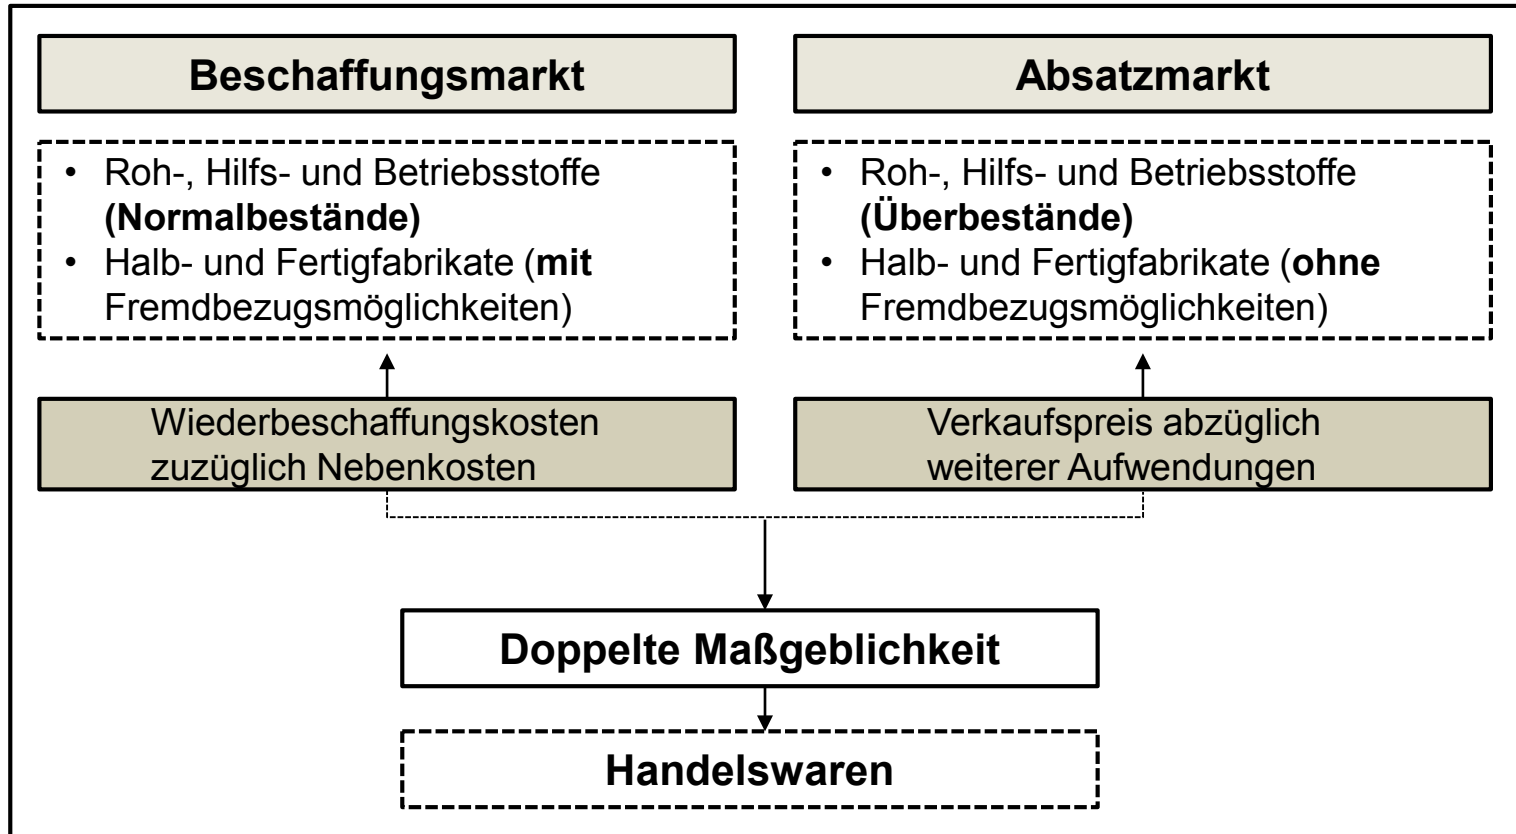 Beschaffungsmarkt
• Roh-, Hilfs- und Betriebsstoffe
(Normalbestände)
• Halb- und Fertigfabrikate (mit
Fremdbezugsmöglichkeiten)
Wiederbeschaffungskosten
zuzüglich Nebenkosten
Absatzmarkt
• Roh-, Hilfs- und Betriebsstoffe
(Überbestände)
• Halb- und Fertigfabrikate (ohne
Fremdbezugsmöglichkeiten)
Verkaufspreis abzüglich
weiterer Aufwendungen
Doppelte Maßgeblichkeit
Handelswaren